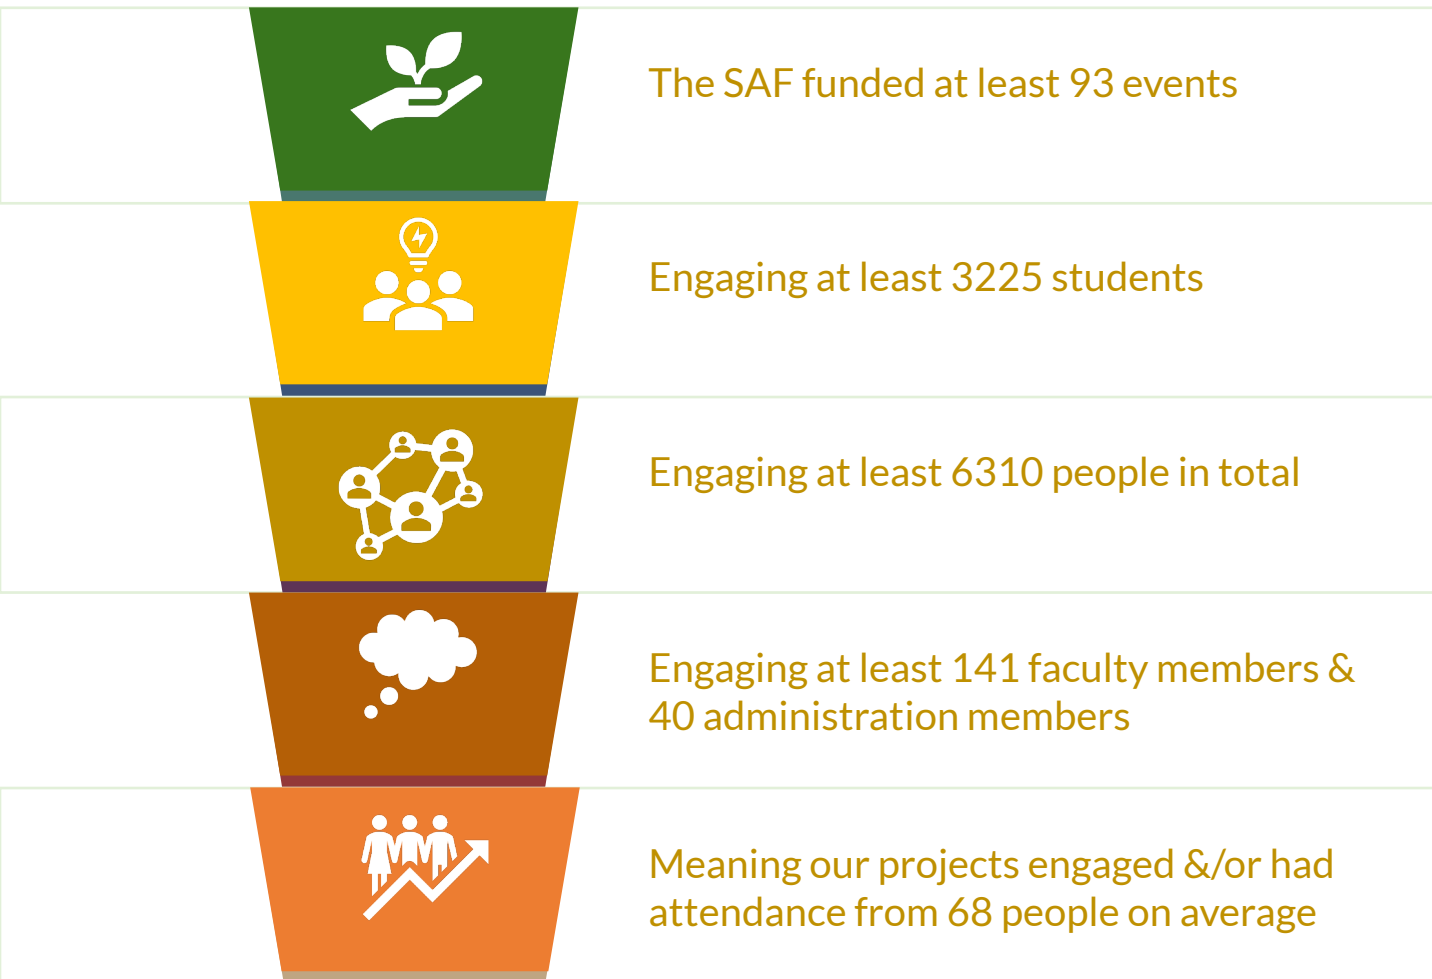 The SAF funded at least 93 events
Engaging at least 3225 students
Engaging at least 6310 people in total
Engaging at least 141 faculty members &
40 administration members
Meaning our projects engaged &/or had
attendance from 68 people on average